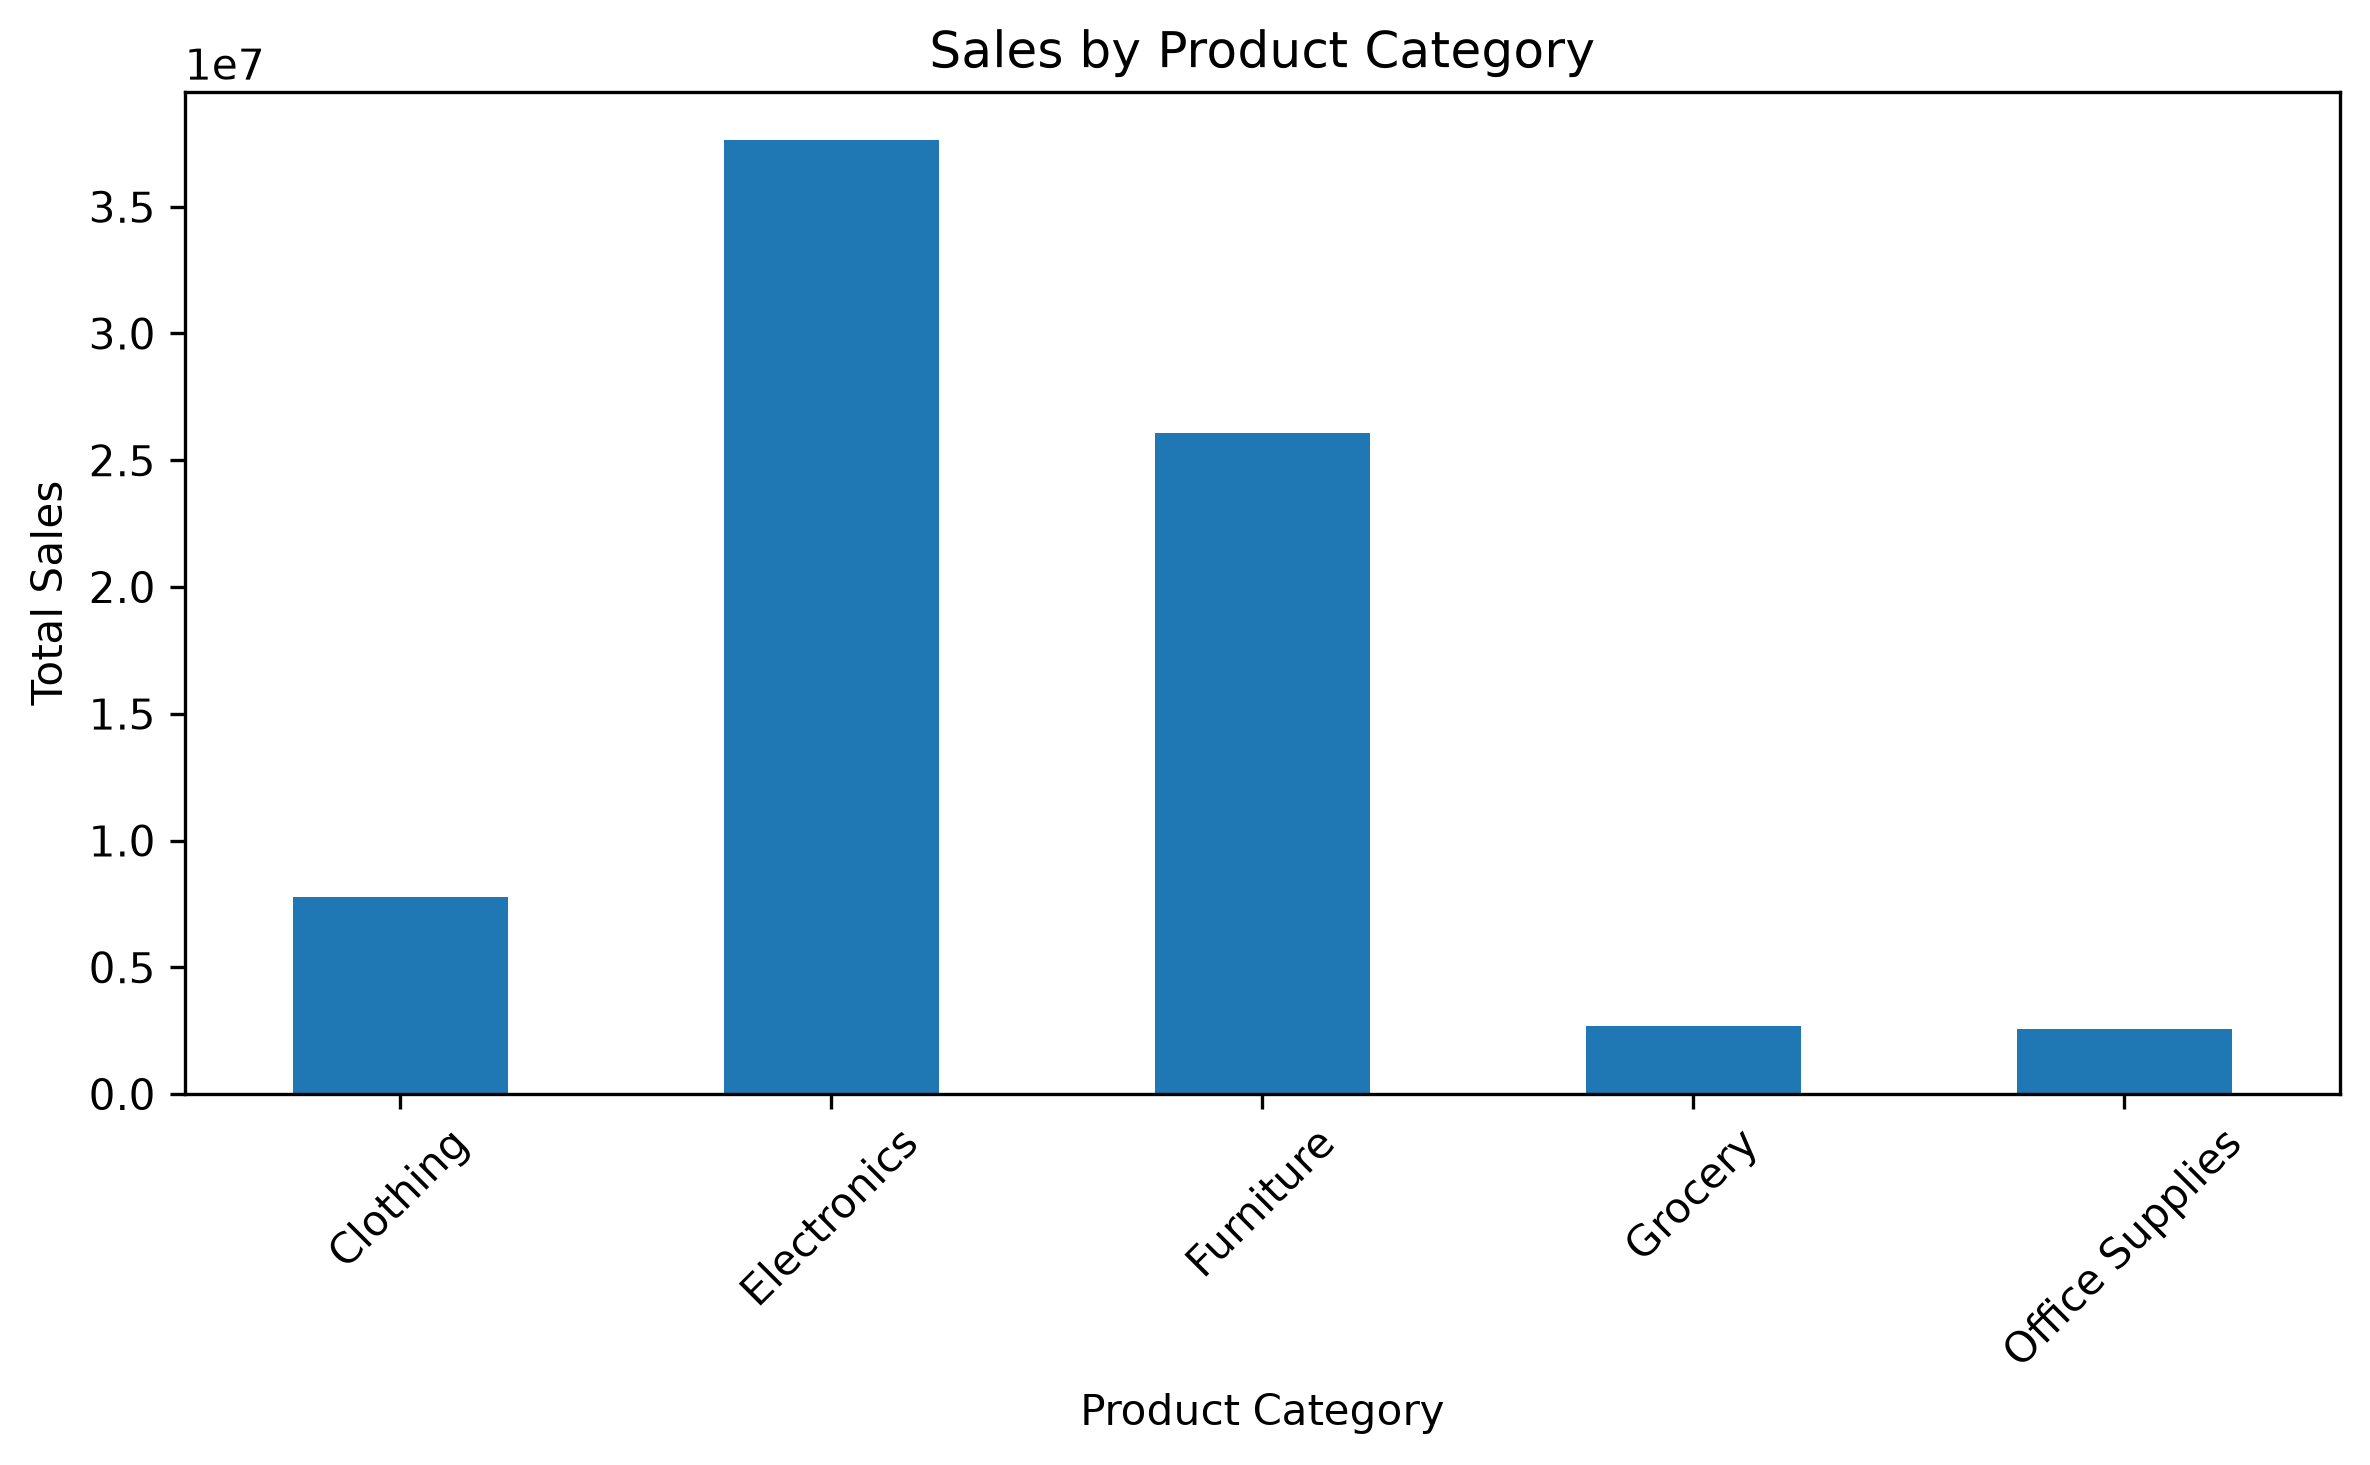 Sales by Product Category
1e7
3.5
3.0
2.5
2.0
1.5
1.0
0.5
0.0
Total Sales
Clothing
Electronics
Furniture
Grocery
Office Supplies
Product Category